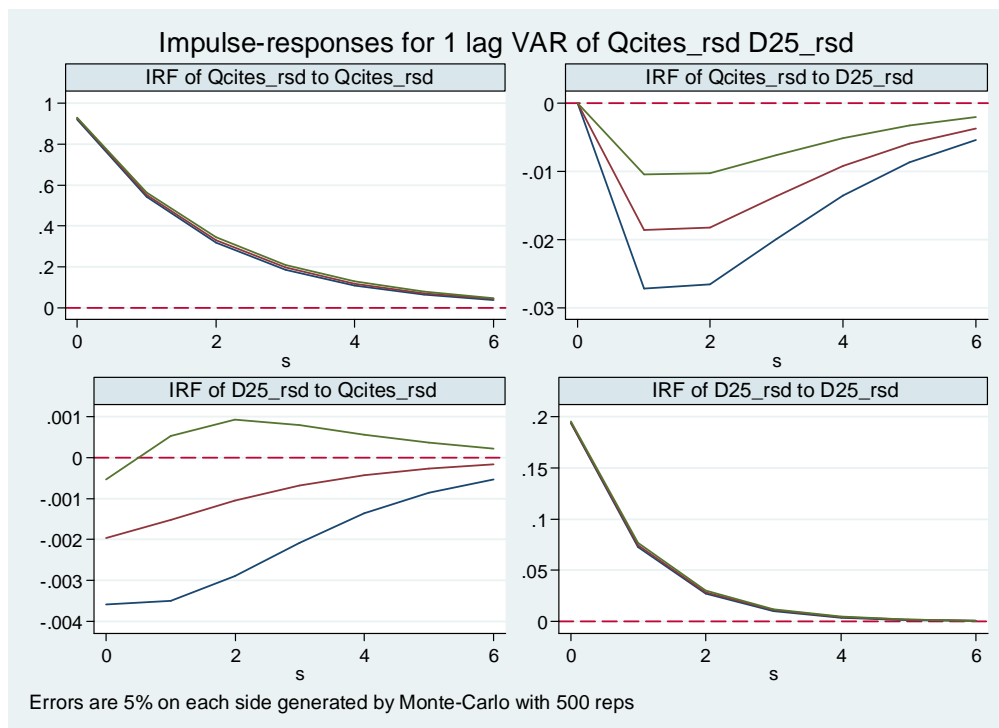 Impulse-responses for 1 lag VAR of Qcites_rsd D25_rsd
IRF of Qcites_rsd to Qcites_rsd
1
.8
.6
.4
.2
0
0 2 4 6
s
IRF of Qcites_rsd to D25_rsd
0
-.01
-.02
-.03
0 2 4 6
s
IRF of D25_rsd to Qcites_rsd
.001
0
-.001
-.002
-.003
-.004
0 2 4 6
s
IRF of D25_rsd to D25_rsd
.2
.15
.1
.05
0
0 2 4 6
s
Errors are 5% on each side generated by Monte-Carlo with 500 reps